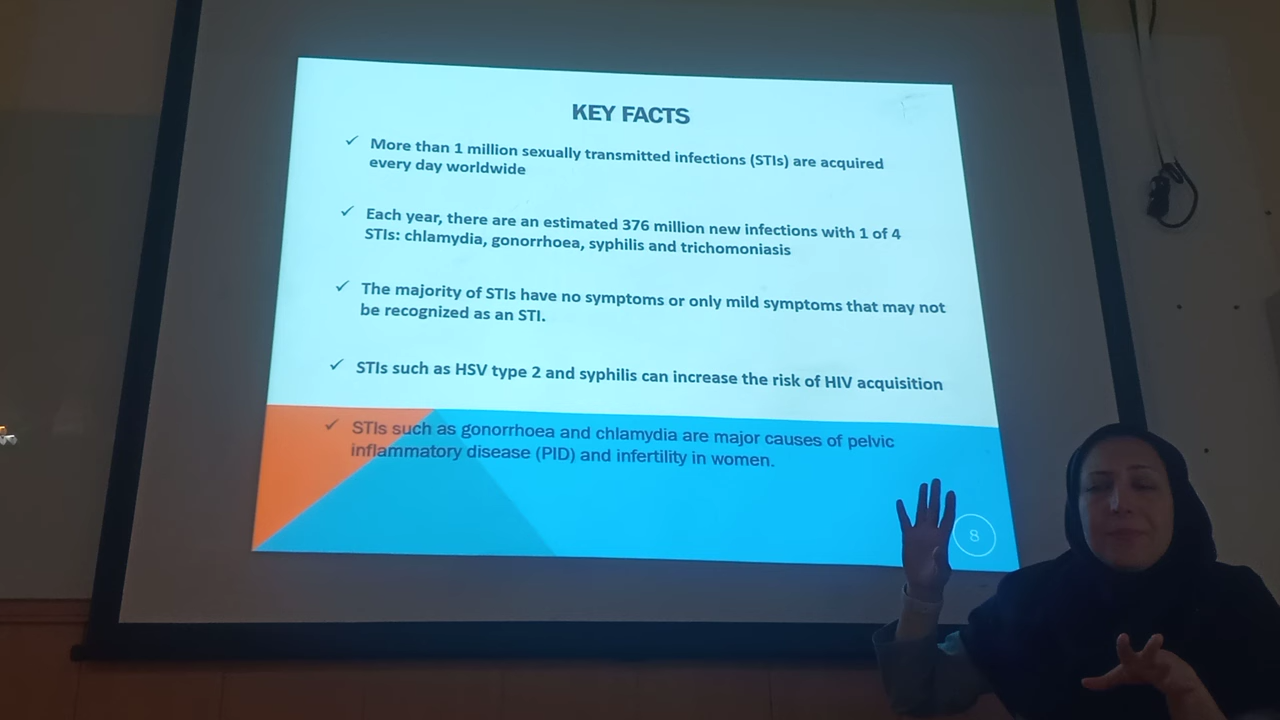 KEY FACTS
✓ More than 1 million sexually transmitted infections (STIs) are acquired
every day worldwide
✓ Each year, there are an estimated 376 million new infections with 1 of 4
STIs: chlamydia, gonorrhoea, syphilis and trichomoniasis
✓ The majority of STIs have no symptoms or only mild symptoms that may not
be recognized as an STI.
✓ STIs such as HSV type 2 and syphilis can increase the risk of HIV acquisition
✓ STIs such as gonorrhoea and chlamydia are major causes of pelvic
inflammatory disease (PID) and infertility in women.
8